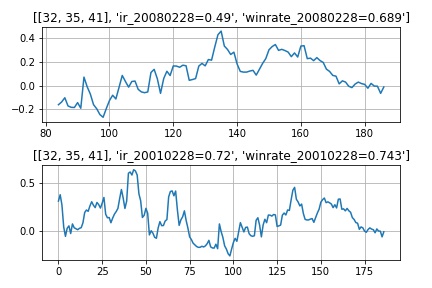 [[32, 35, 41], 'ir_20080228=0.49', 'winrate_20080228=0.689']
0.4
0.2
0.0
−0.2
80 100 120 140 160 180
[[32, 35, 41], 'ir_20010228=0.72', 'winrate_20010228=0.743']
0.5
0.0
0 25 50 75 100 125 150 175